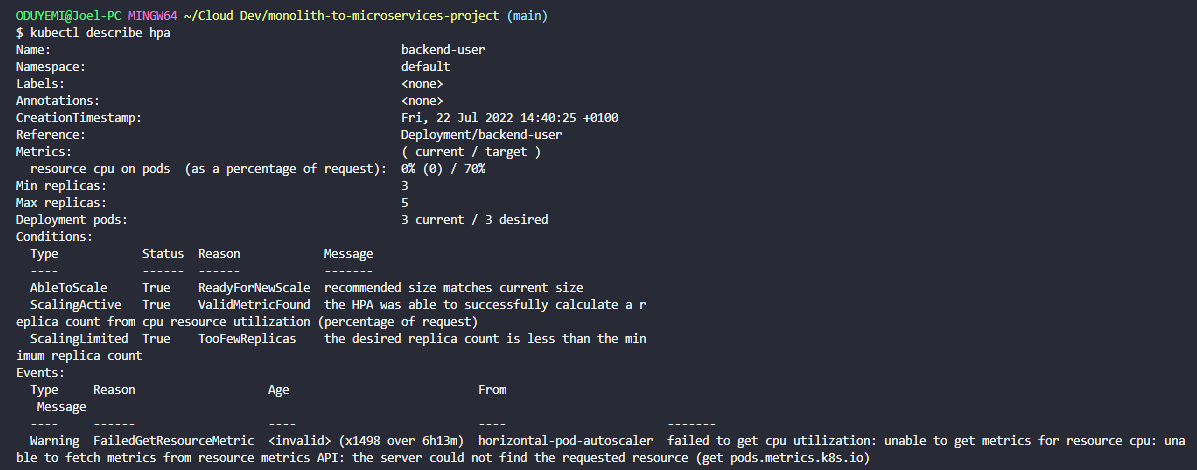 ODUYEMI@Joel-PC MINGW64 ~/Cloud Dev/monolith-to-microservices-project (main)
$ kubectl describe hpa
Name:                                                  backend-user
Namespace:                                             default
Labels:                                                <none>
Annotations:                                           <none>
CreationTimestamp:                                     Fri, 22 Jul 2022 14:40:25 +0100
Reference:                                             Deployment/backend-user
Metrics:                                               ( current / target )
  resource cpu on pods  (as a percentage of request):  0% (0) / 70%
Min replicas:                                          3
Max replicas:                                          5
Deployment pods:                                       3 current / 3 desired
Conditions:
  Type            Status  Reason            Message
  ----            ------  ------            -------
  AbleToScale     True    ReadyForNewScale  recommended size matches current size
  ScalingActive   True    ValidMetricFound  the HPA was able to successfully calculate a r
eplica count from cpu resource utilization (percentage of request)
  ScalingLimited  True    TooFewReplicas    the desired replica count is less than the min
imum replica count
Events:
  Type     Reason                   Age                           From
   Message
  ----     ------                   ----                          ----                       -------
  Warning  FailedGetResourceMetric  <invalid> (x1498 over 6h13m)  horizontal-pod-autoscaler  failed to get cpu utilization: unable to get metrics for resource cpu: una
ble to fetch metrics from resource metrics API: the server could not find the requested resource (get pods.metrics.k8s.io)